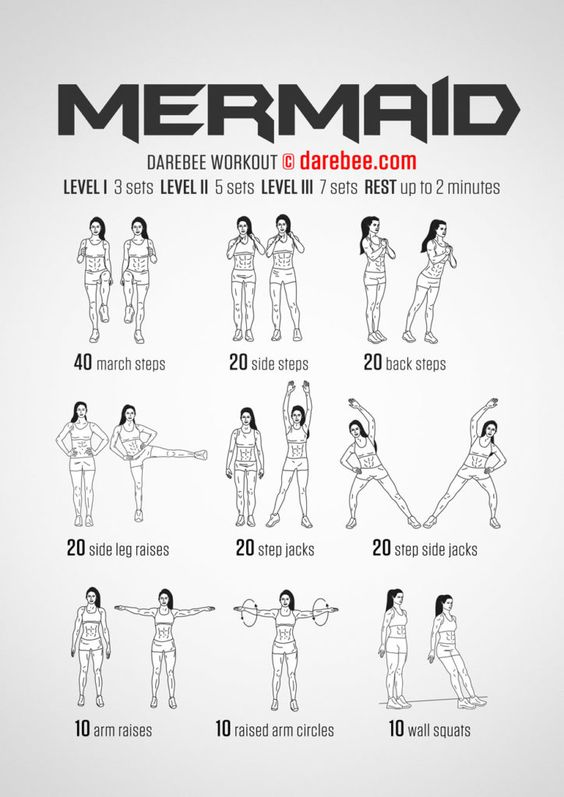 MERMAID
DAREBEE WORKOUT © darebee.com
LEVEL I 3 sets LEVEL II 5 sets LEVEL III 7 sets REST up to 2 minutes
40 march steps
20 side steps
20 back steps
20 side leg raises
20 step jacks
20 step side jacks
10 arm raises
10 raised arm circles
10 wall squats